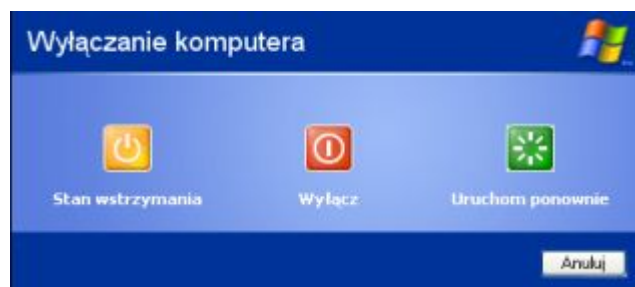 Wyłączanie komputera
Stan wstrzymania Wyłącz Uruchom ponownie
Anuluj